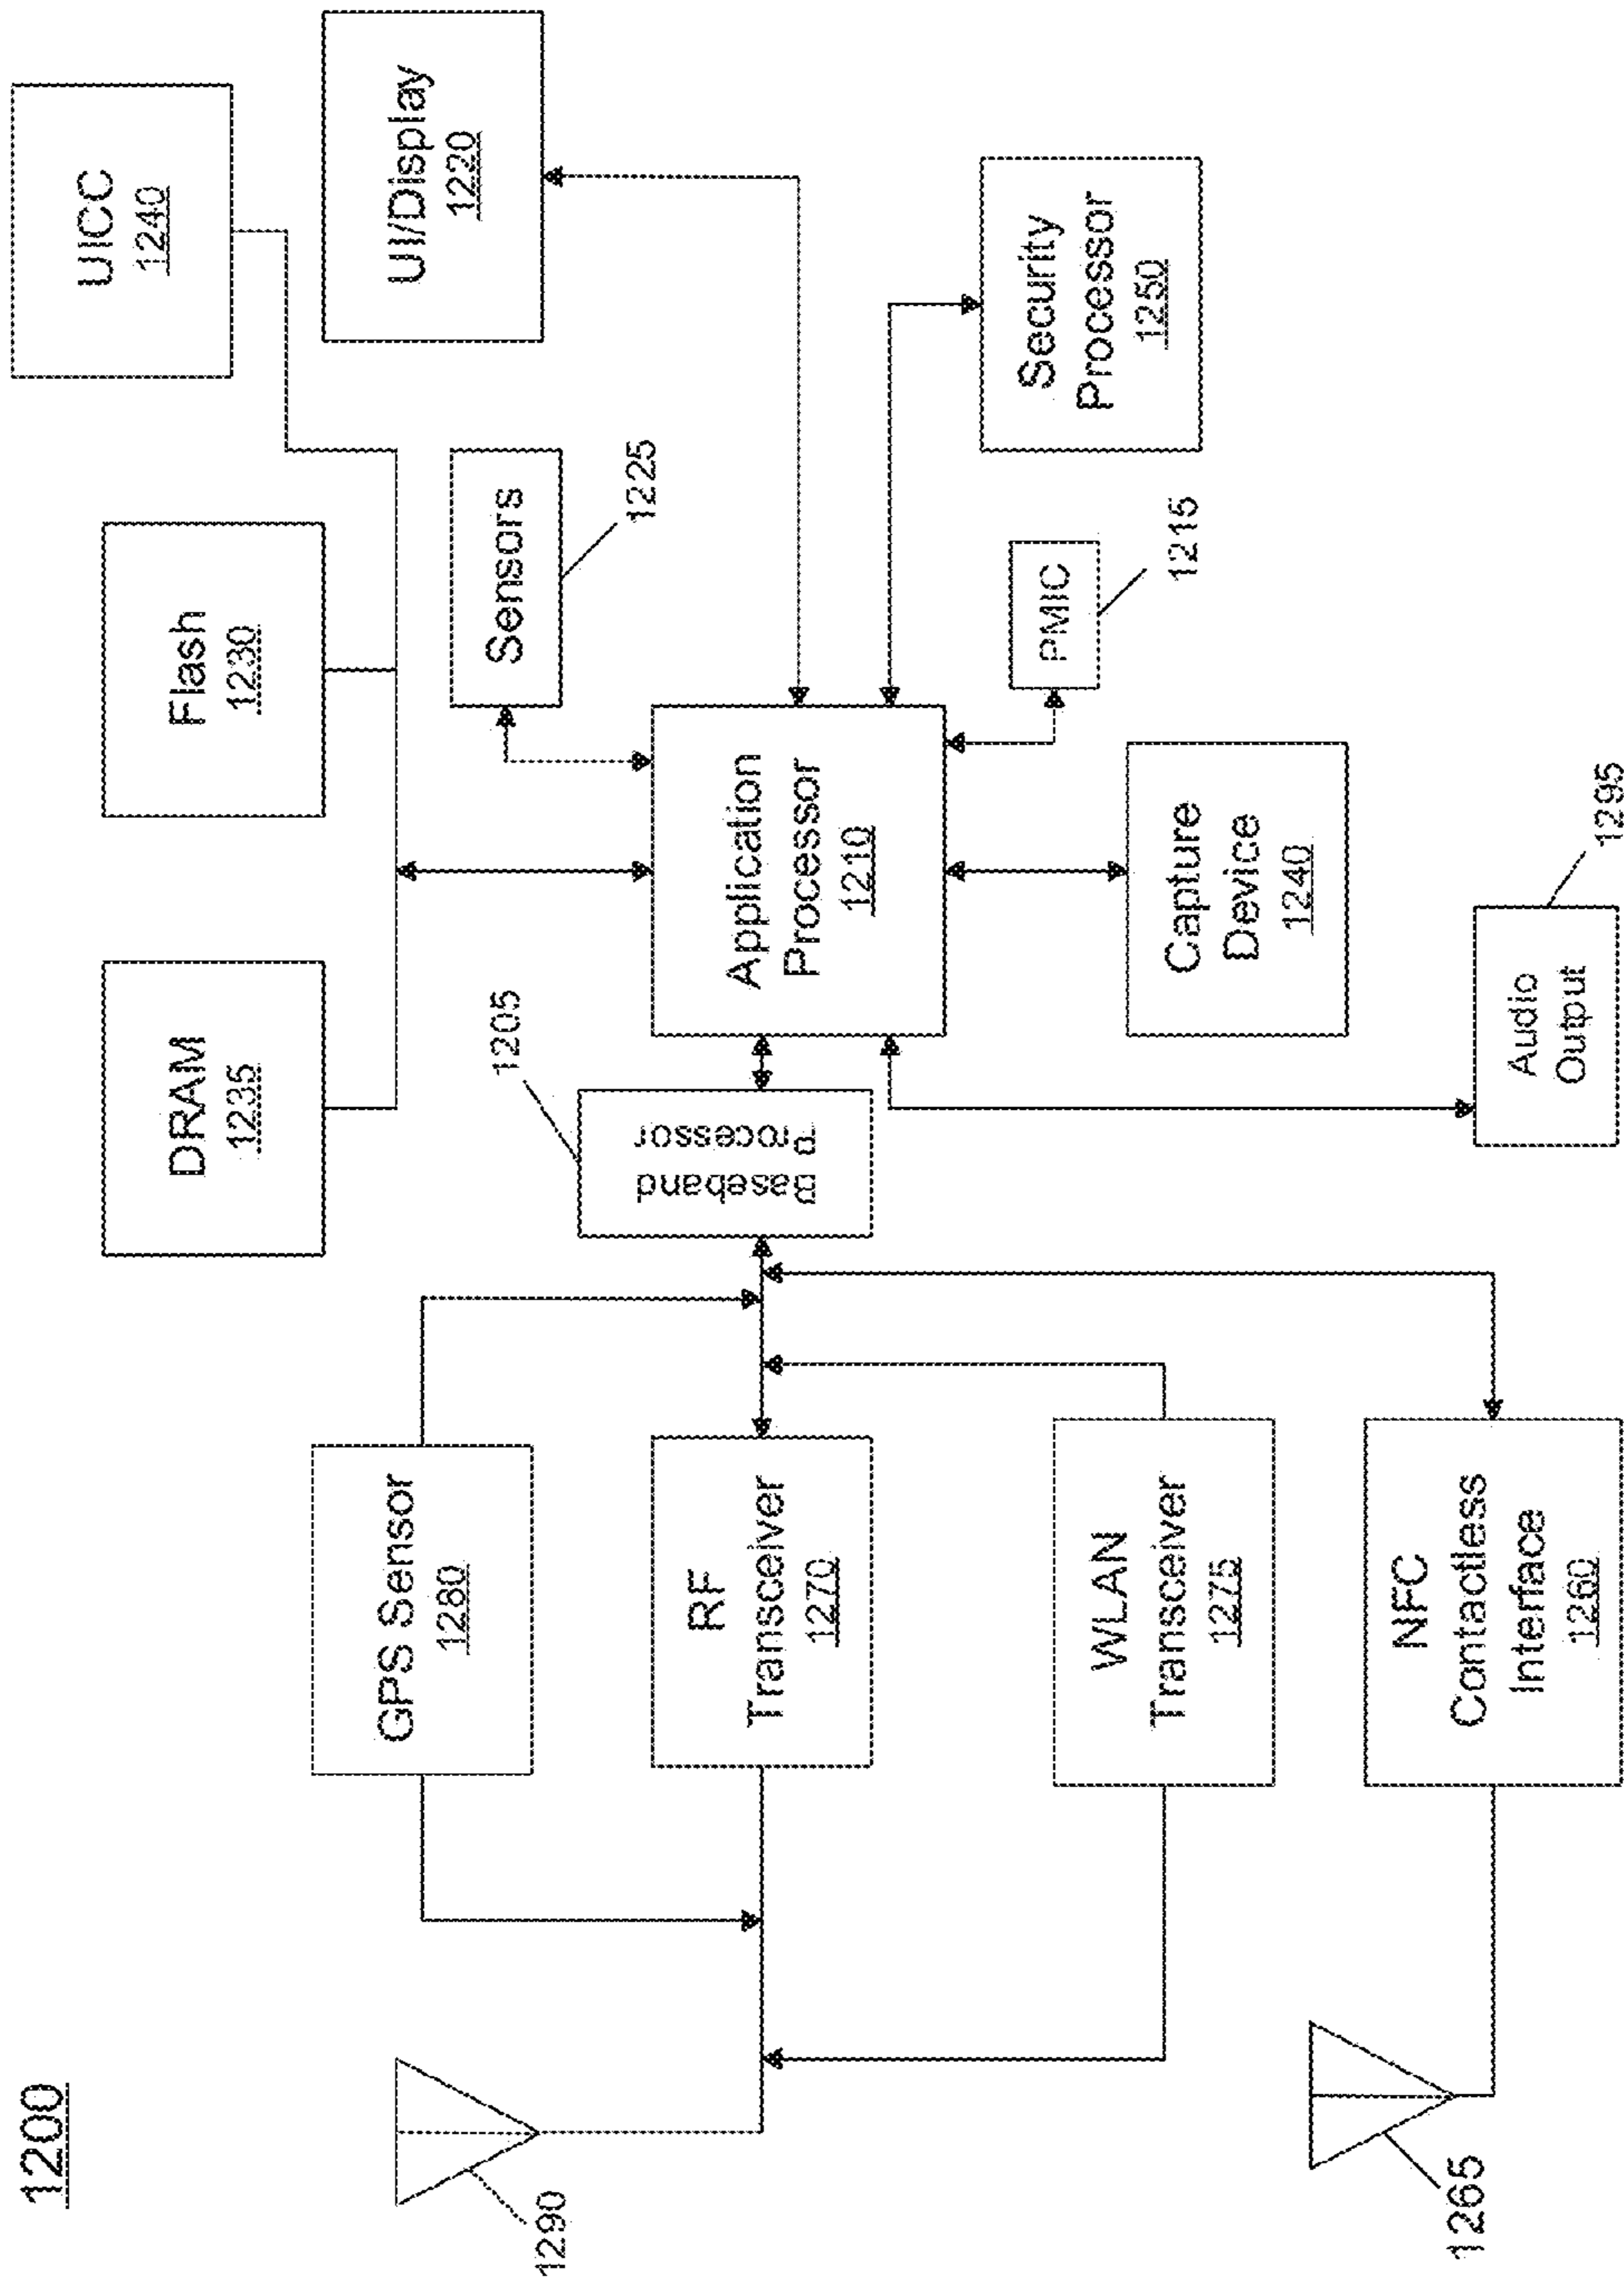 1200
UICC
1240
UI/Display
1220
Flash
1230
DRAM
1235
Sensors
1225
Security
Processor
1250
PMIC
1215
Application
Processor
1210
Capture
Device
1240
Audio
Output
1295
1205
Baseband
Processor
GPS Sensor
1280
RF
Transceiver
1270
WLAN
Transceiver
1275
NFC
Contactless
Interface
1260
1290
1265